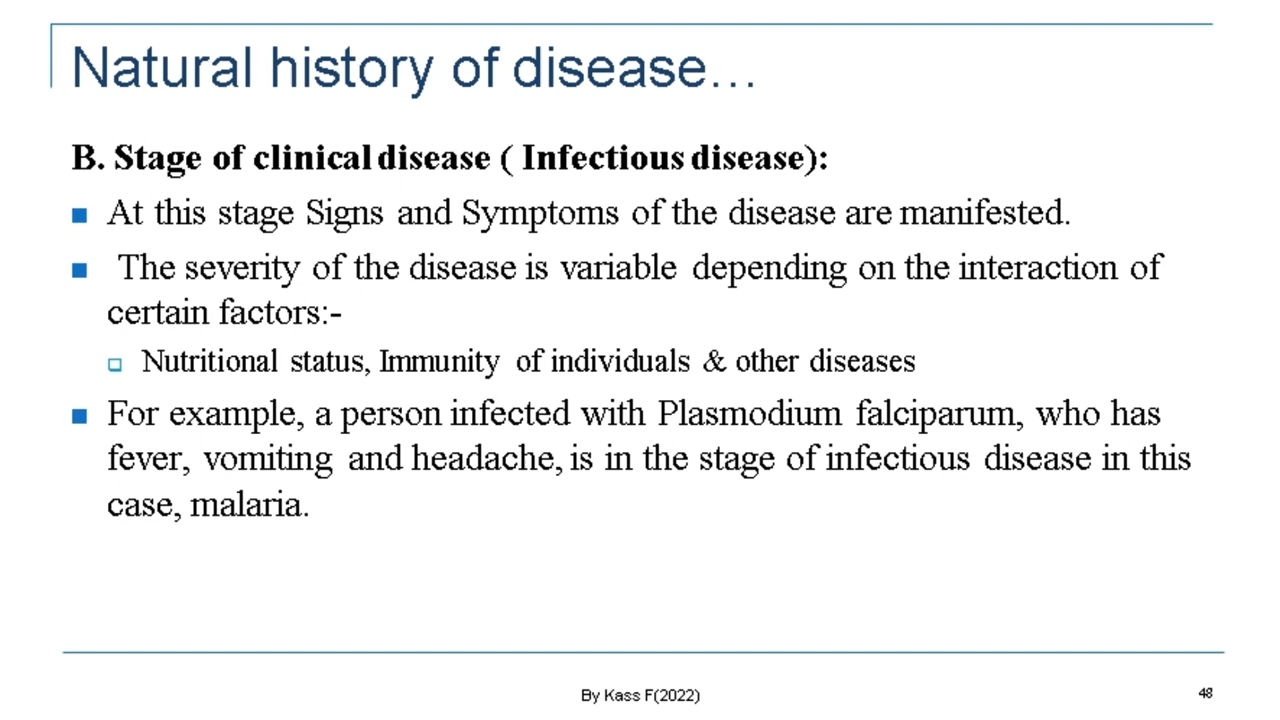 Natural history of disease...
B. Stage of clinical disease ( Infectious disease):
At this stage Signs and Symptoms of the disease are manifested.
The severity of the disease is variable depending on the interaction of
certain factors:-
Nutritional status, Immunity of individuals & other diseases
For example, a person infected with Plasmodium falciparum, who has
fever, vomiting and headache, is in the stage of infectious disease in this
case, malaria.
By Kass F(2022)
48